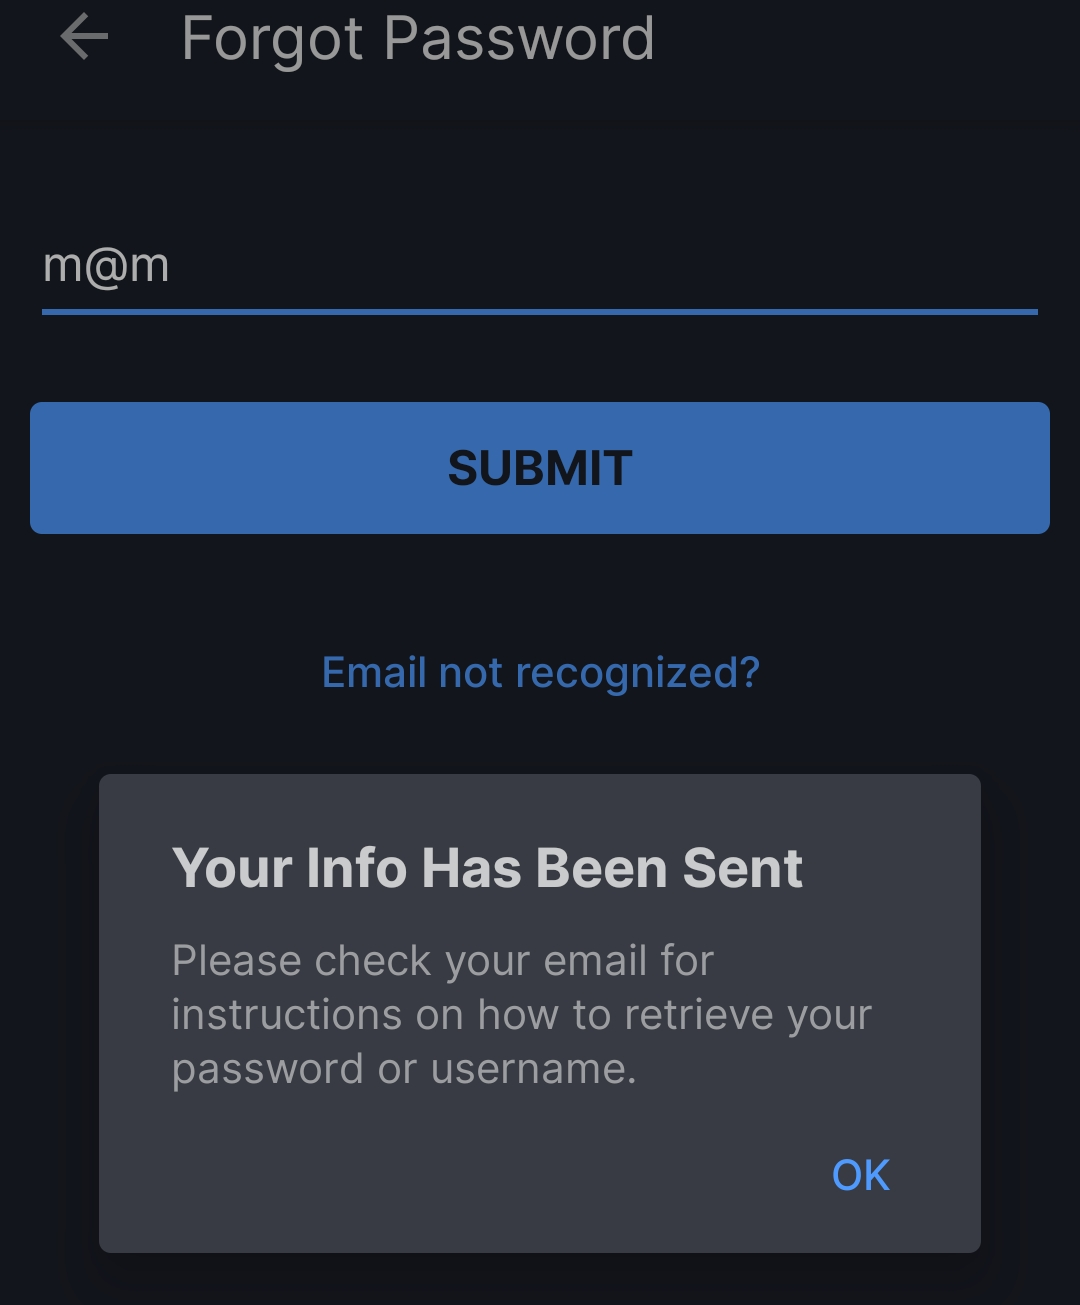 Forgot Password
m@m
SUBMIT
Email not recognized?
Your Info Has Been Sent
Please check your email for
instructions on how to retrieve your
password or username.
OK